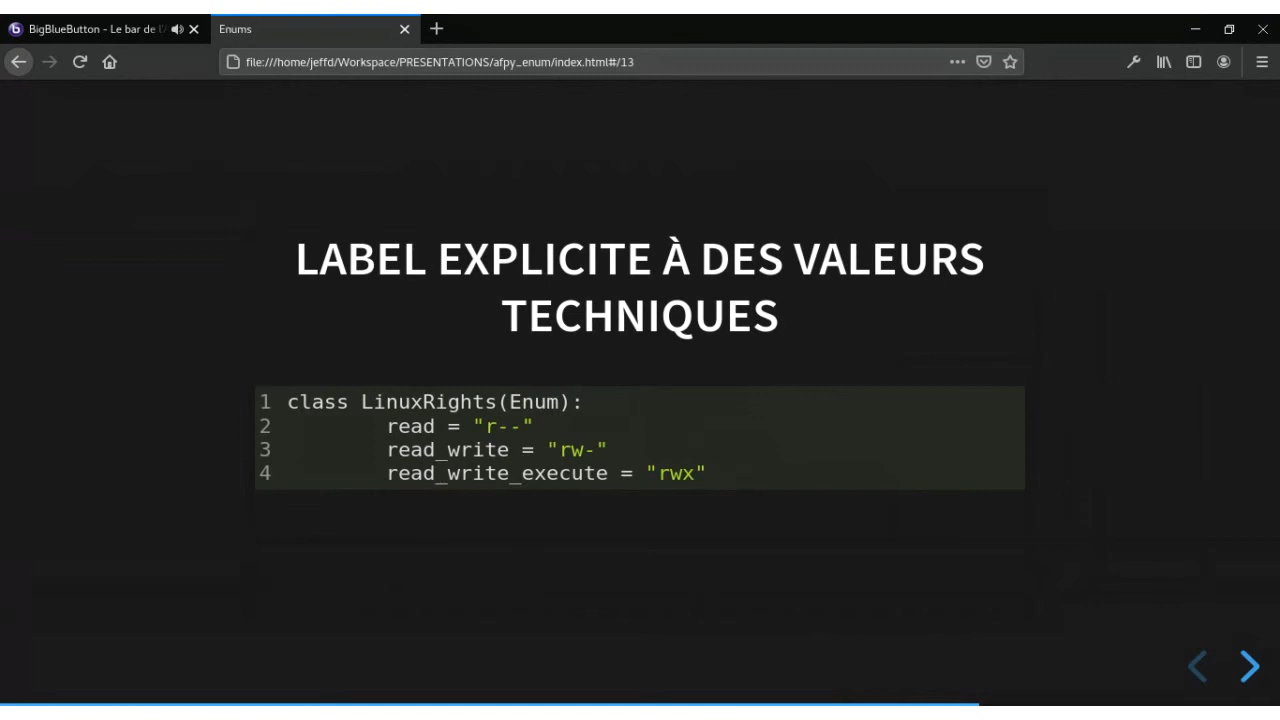 BigBlueButton - Le bar de l'
Enums
file:///home/jeffd/Workspace/PRESENTATIONS/afpy_enum/index.html#/13
LABEL EXPLICITE À DES VALEURS
TECHNIQUES
1 class LinuxRights(Enum):
2 read = "r--"
3 read_write = "rw-"
4 read_write_execute = "rwx"